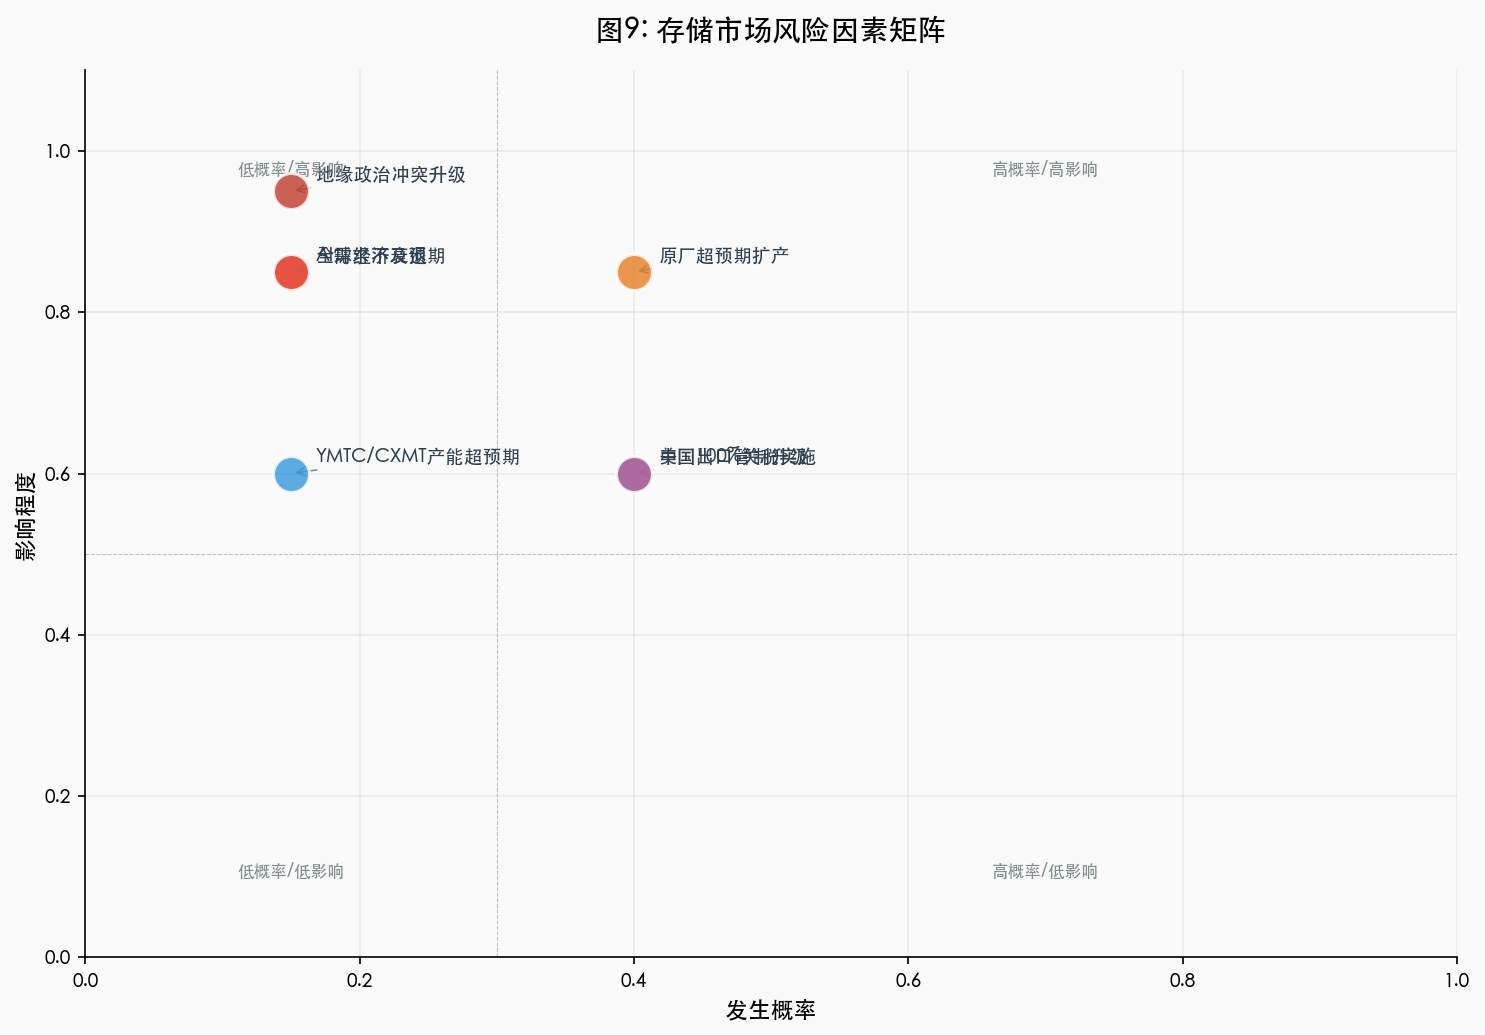 图9: 存储市场风险因素矩阵
影响程度
1.0
0.8
0.6
0.4
0.2
0.0
低概率/高影响
地缘政治冲突升级
高概率/高影响
原厂超预期扩产
YMTC/CXMT产能超预期
低概率/低影响
高概率/低影响
0.0
0.2
0.4
0.6
0.8
1.0
发生概率